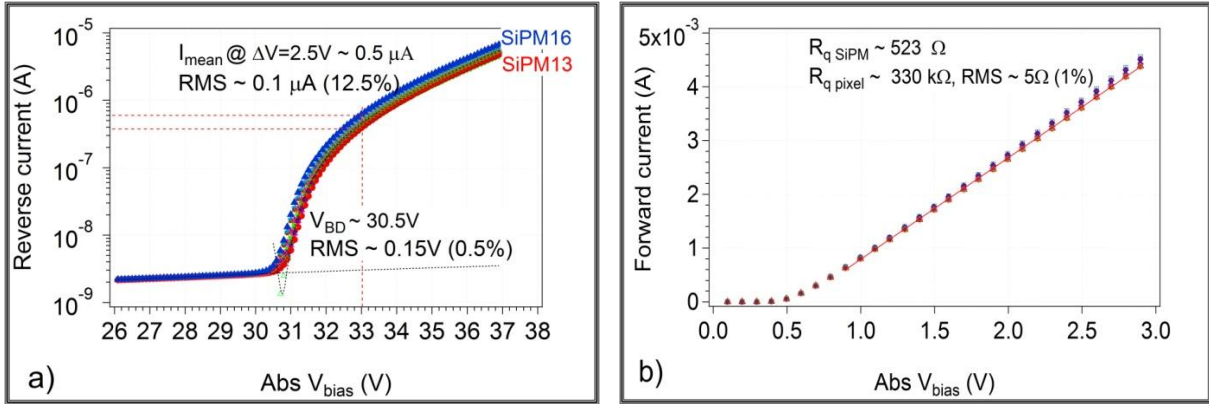 Reverse current (A)
10⁻⁵
10⁻⁶
10⁻⁷
10⁻⁸
10⁻⁹
I_mean @ ΔV=2.5V ~ 0.5 μA
RMS ~ 0.1 μA (12.5%)
SiPM16
SiPM13
V_BD ~ 30.5V
RMS ~ 0.15V (0.5%)
26 27 28 29 30 31 32 33 34 35 36 37 38
a)
Abs V_bias (V)
Forward current (A)
5x10⁻³
4
3
2
1
0
R_q SiPM ~ 523 Ω
R_q pixel ~ 330 kΩ, RMS ~ 5Ω (1%)
0.0 0.5 1.0 1.5 2.0 2.5 3.0
b)
Abs V_bias (V)